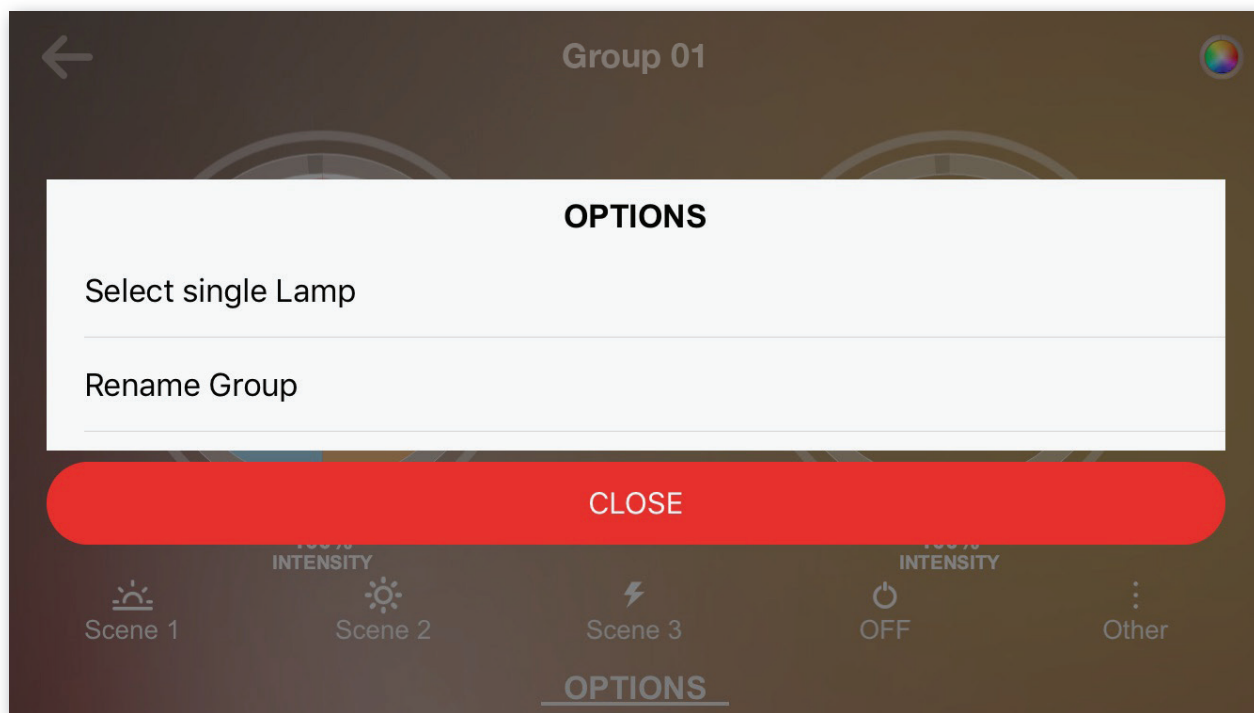 Group 01
OPTIONS
Select single Lamp
Rename Group
CLOSE
INTENSITY INTENSITY
Scene 1 Scene 2 Scene 3 OFF Other
OPTIONS